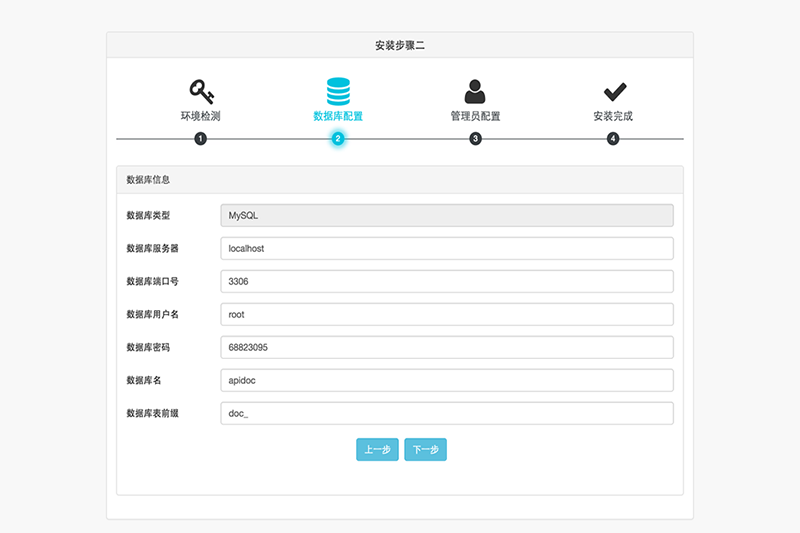 安装步骤二
环境检测
数据库配置
管理员配置
安装完成
1
2
3
4
数据库信息
数据库类型 MySQL
数据库服务器 localhost
数据库端口号 3306
数据库用户名 root
数据库密码 68823095
数据库名 apidoc
数据库表前缀 doc_
上一步 下一步